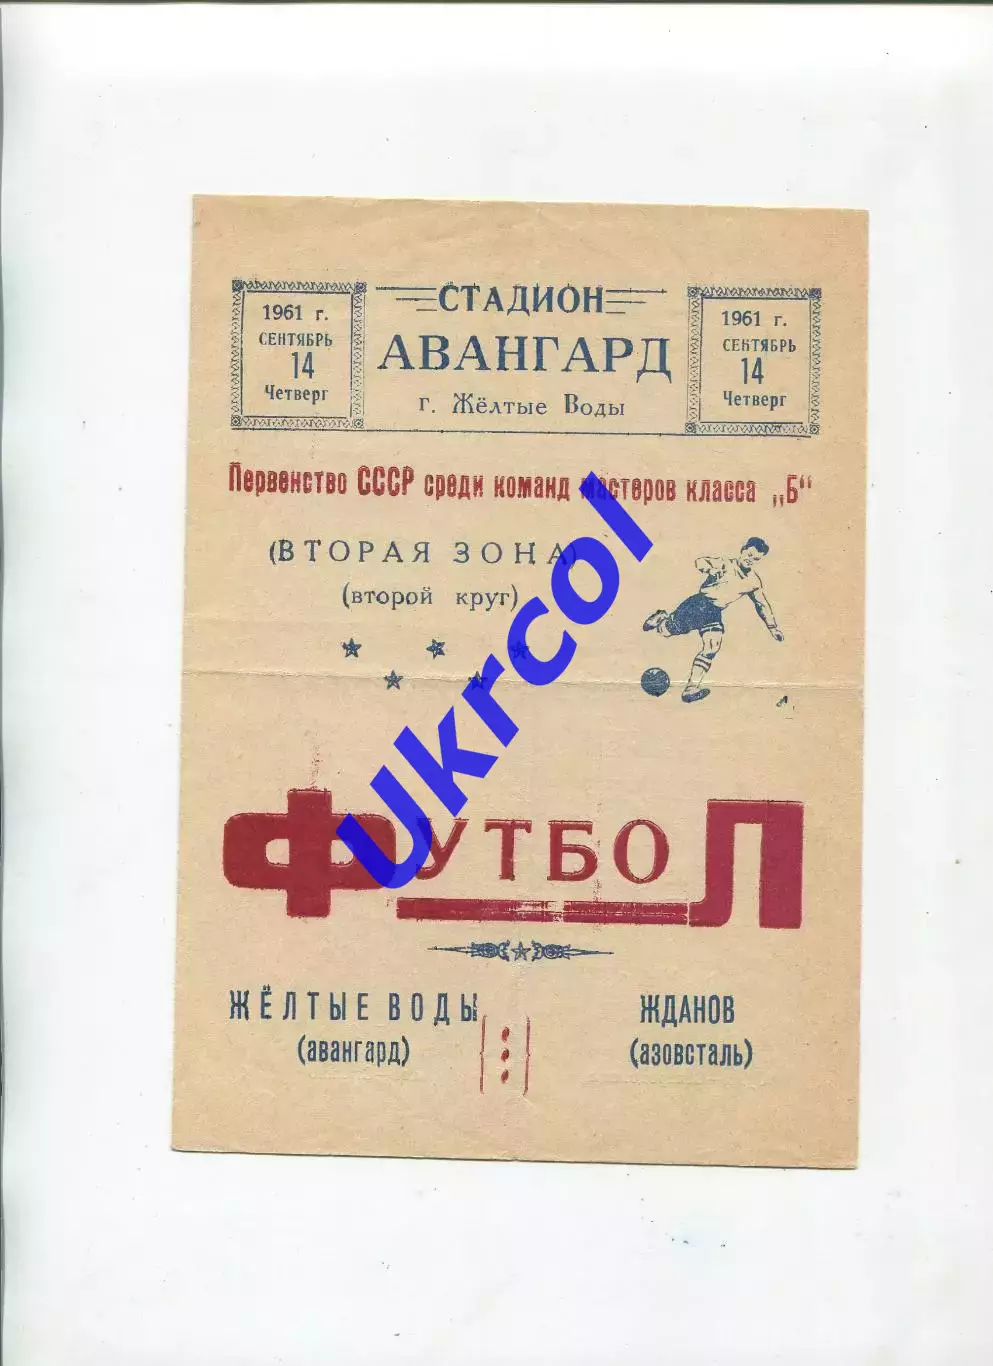 1961 г.
СЕНТЯБРЬ
14
Четверг
СТАДИОН
АВАНГАРД
г. Жёлтые Воды
1961 г.
СЕНТЯБРЬ
14
Четверг
Первенство СССР среди команд мастеров класса „Б“
(ВТОРАЯ ЗОНА)
(второй круг)
ФУТБОЛ
ЖЁЛТЫЕ ВОДЫ
(авангард)
ЖДАНОВ
(азовсталь)
Ukrcol